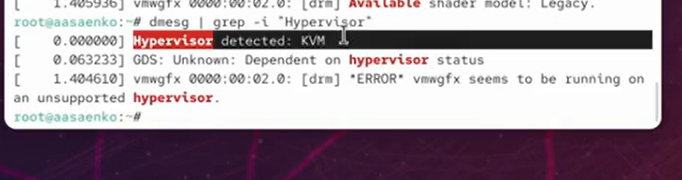 [    1.405936] vmwgfx 0000:00:02.0: [drm] Available shader model: Legacy.
root@aasaenko:~# dmesg | grep -i "Hypervisor"
[    0.000000] Hypervisor detected: KVM
[    0.063233] GDS: Unknown: Dependent on hypervisor status
[    1.404610] vmwgfx 0000:00:02.0: [drm] *ERROR* vmwgfx seems to be running on
an unsupported hypervisor.
root@aasaenko:~#